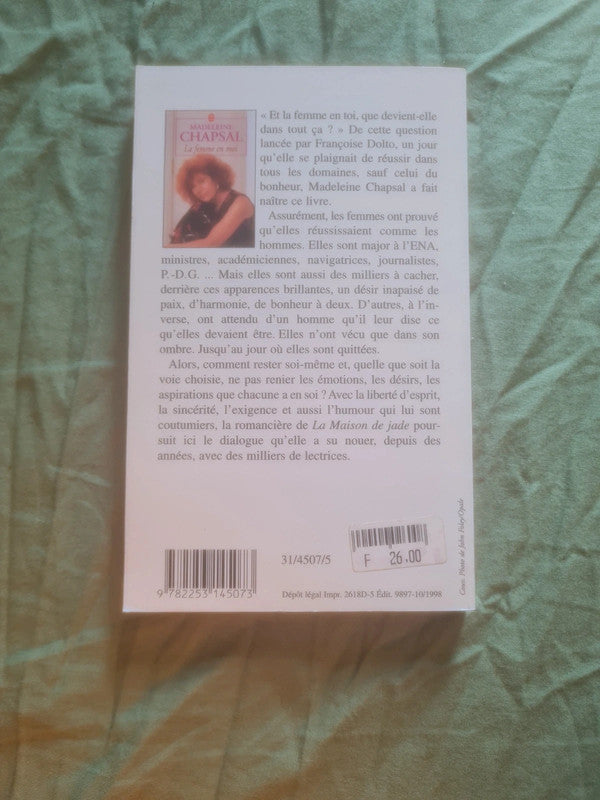 MADELEINE
CHAPSAL
La femme en moi
« Et la femme en toi, que devient-elle
dans tout ça ? » De cette question
lancée par Françoise Dolto, un jour
qu'elle se plaignait de réussir dans
tous les domaines, sauf celui du
bonheur, Madeleine Chapsal a fait
naître ce livre.
Assurément, les femmes ont prouvé
qu'elles réussissaient comme les
hommes. Elles sont major à l'ENA,
ministres, académiciennes, navigatrices, journalistes,
P.-D.G. ... Mais elles sont aussi des milliers à cacher,
derrière ces apparences brillantes, un désir inapaisé de
paix, d'harmonie, de bonheur à deux. D'autres, à l'in-
verse, ont attendu d'un homme qu'il leur dise ce
qu'elles devaient être. Elles n'ont vécu que dans son
ombre. Jusqu'au jour où elles sont quittées.
Alors, comment rester soi-même et, quelle que soit la
voie choisie, ne pas renier les émotions, les désirs, les
aspirations que chacune a en soi ? Avec la liberté d'esprit,
la sincérité, l'exigence et aussi l'humour qui lui sont
coutumiers, la romancière de La Maison de jade pour-
suit ici le dialogue qu'elle a su nouer, depuis des
années, avec des milliers de lectrices.
31/4507/5
F 26.00
9 782253 145073
Dépôt légal Impr. 2618D-5 Édit. 9897-10/1998
Couv. Photo de John Foley/Opale